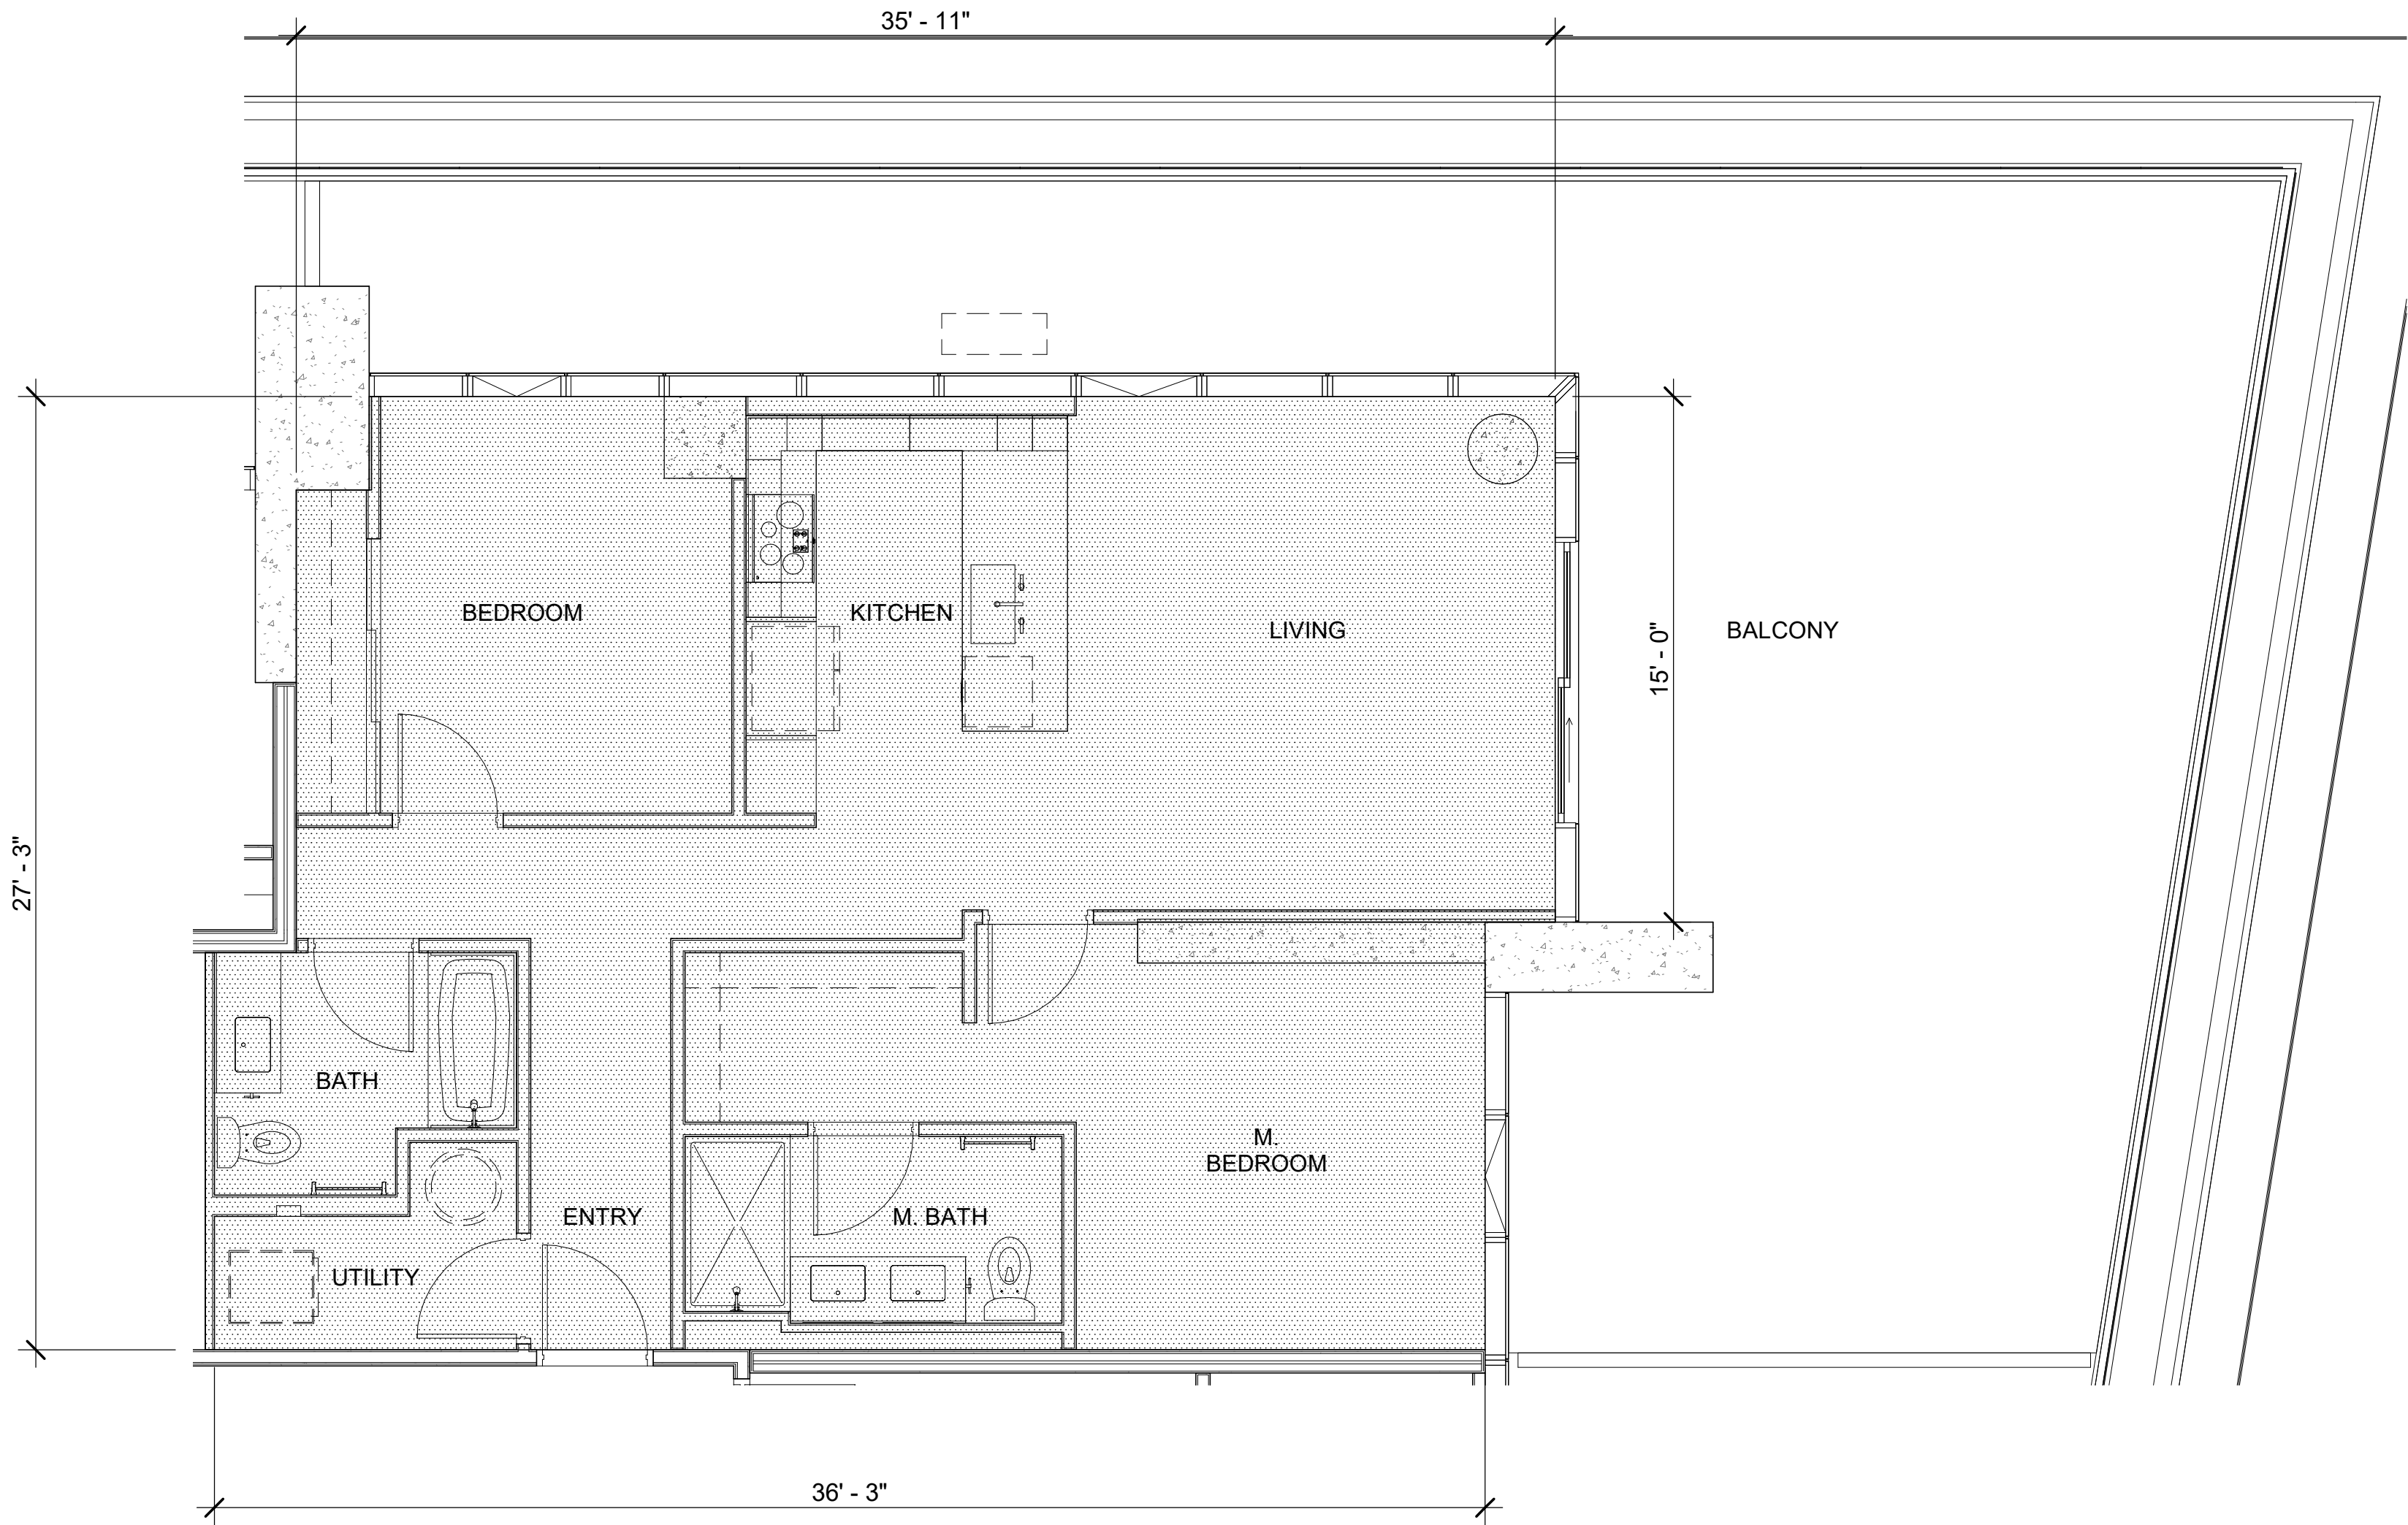 35' - 11"
BEDROOM
KITCHEN
LIVING
BALCONY
15' - 0"
27' - 3"
BATH
M.
BEDROOM
ENTRY
M. BATH
UTILITY
36' - 3"